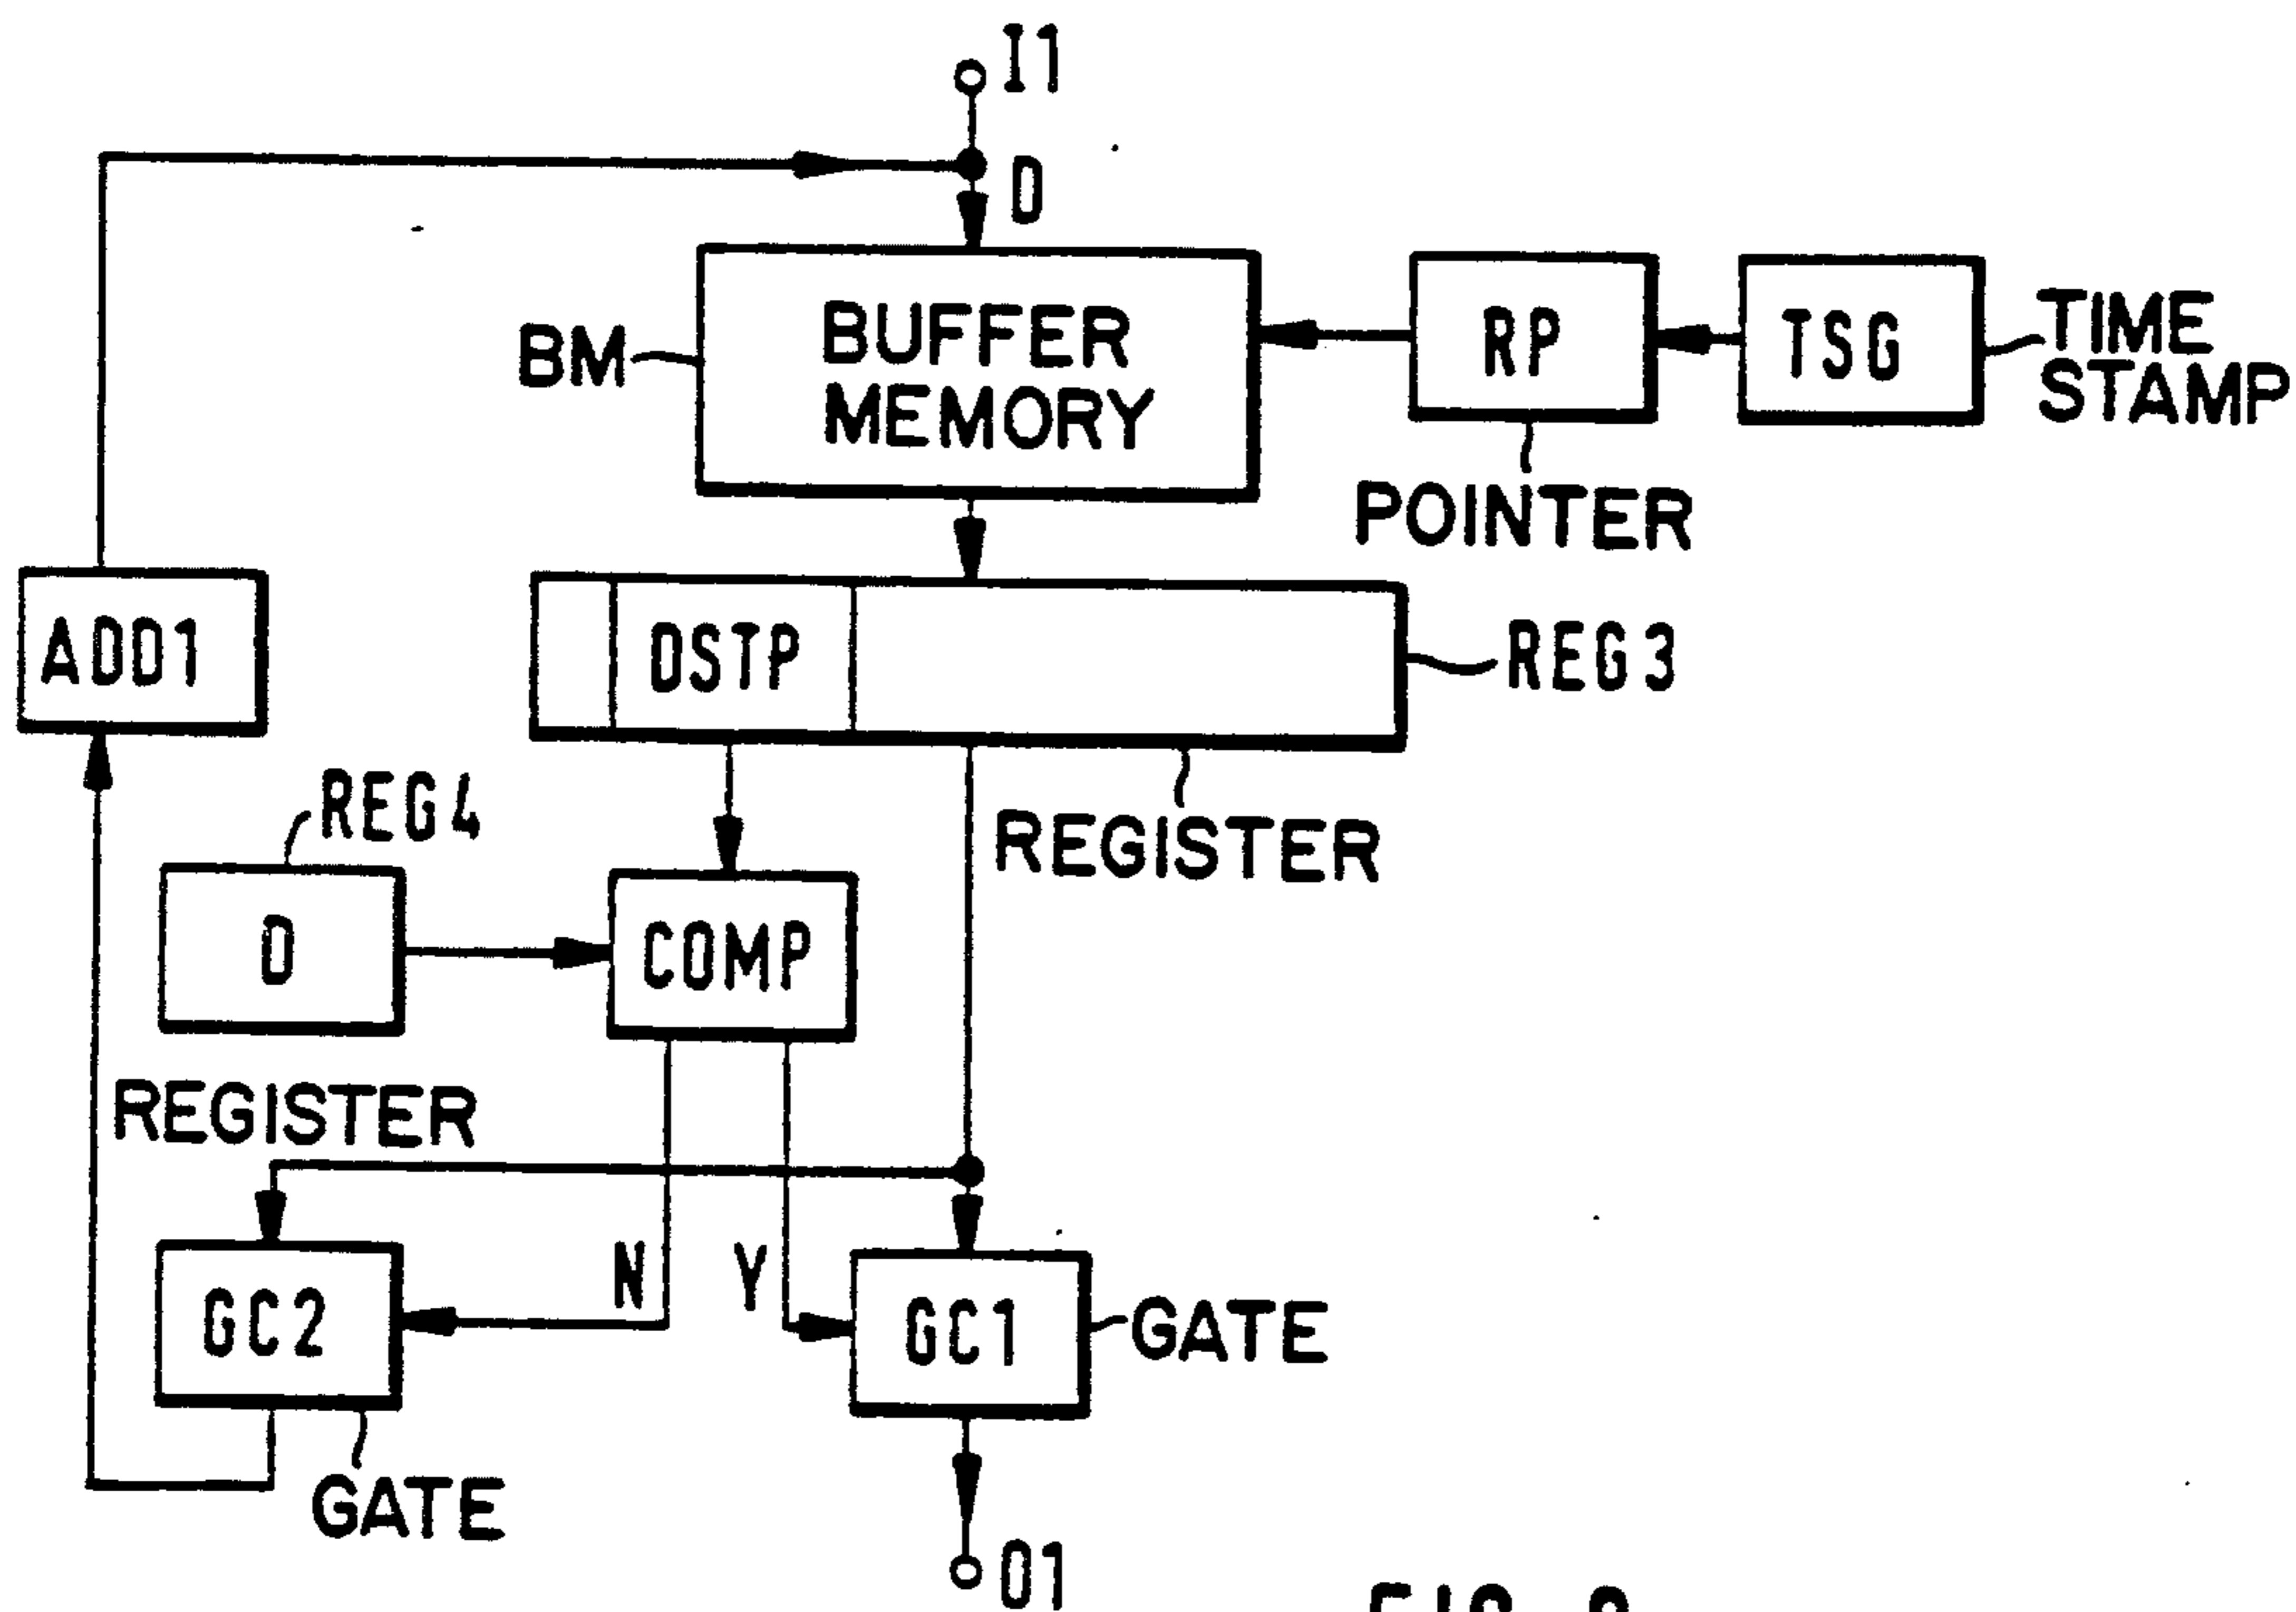 I1
D
BM
BUFFER
MEMORY
RP
TSG
TIME
STAMP
POINTER
ADD1
DSTP
REG3
REG4
REGISTER
0
COMP
REGISTER
N
Y
GC2
GC1
GATE
GATE
O1